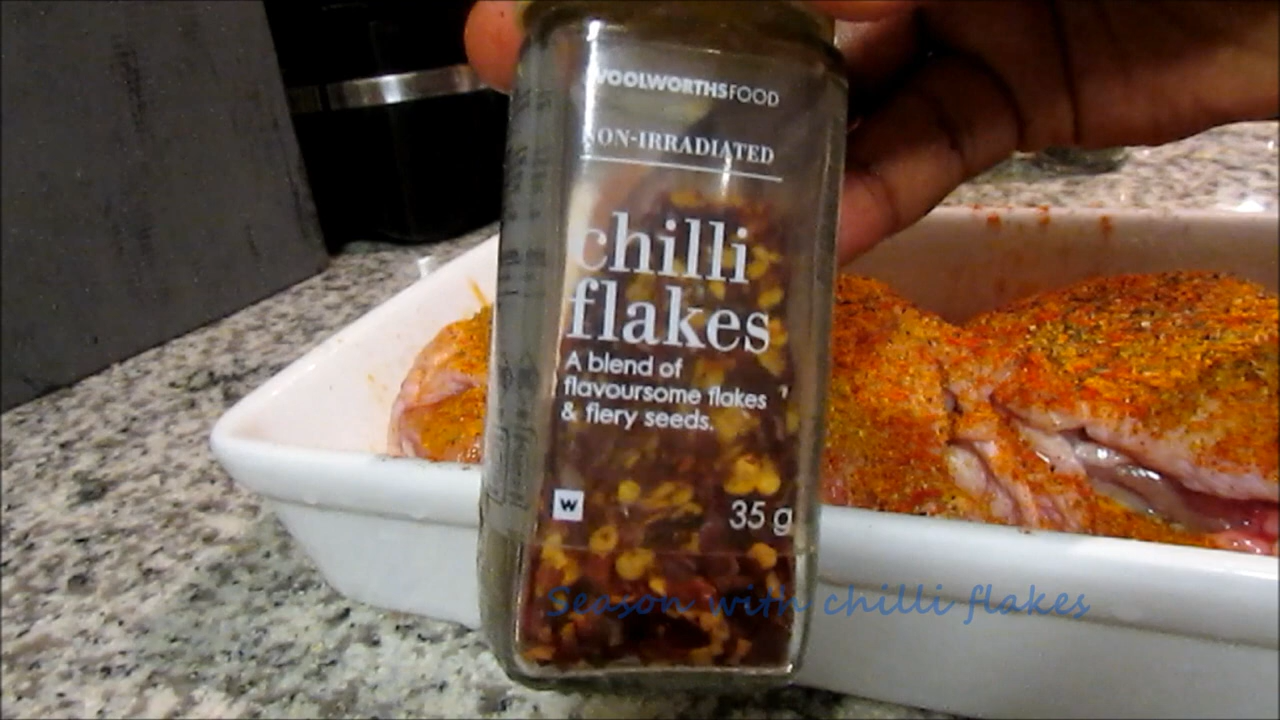 WOOLWORTHSFOOD
NON-IRRADIATED
chilli
flakes
A blend of
flavoursome flakes
& fiery seeds.
W
35 g
Season with chilli flakes